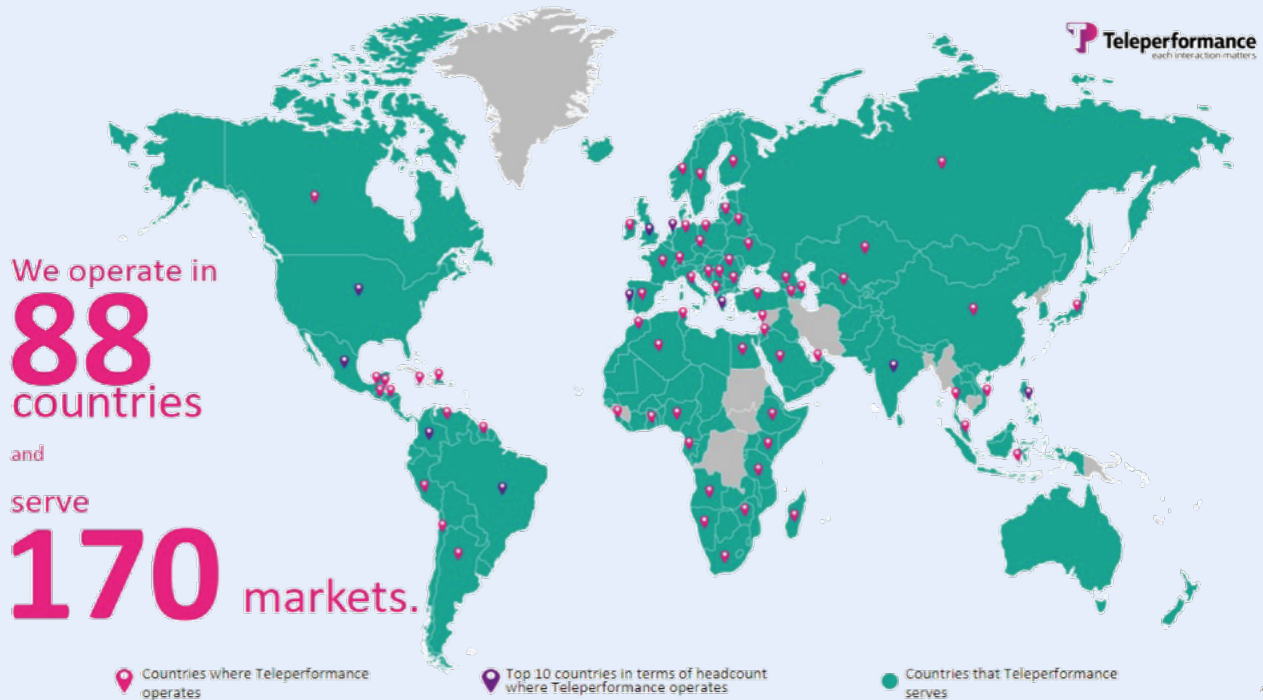 Teleperformance
each interaction matters
We operate in
88
countries
and
serve
170 markets.
Countries where Teleperformance
operates
Top 10 countries in terms of headcount
where Teleperformance operates
Countries that Teleperformance
serves